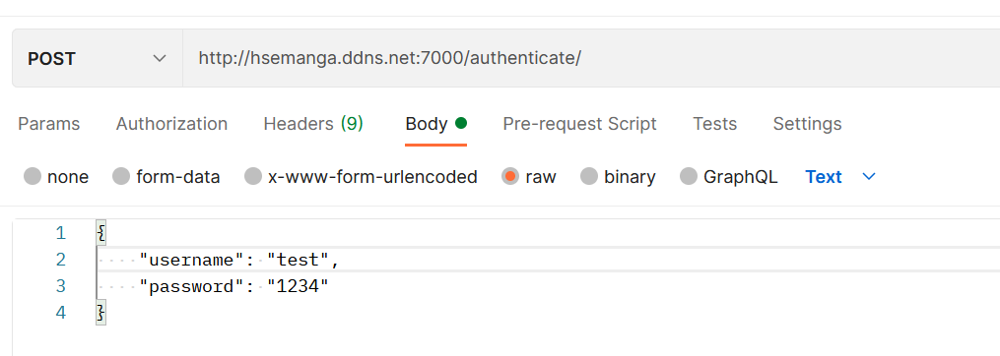 POST http://hsemanga.ddns.net:7000/authenticate/
Params Authorization Headers (9) Body Pre-request Script Tests Settings
none form-data x-www-form-urlencoded raw binary GraphQL Text
1 {
2 ····"username":·"test",
3 ····"password":·"1234"
4 }